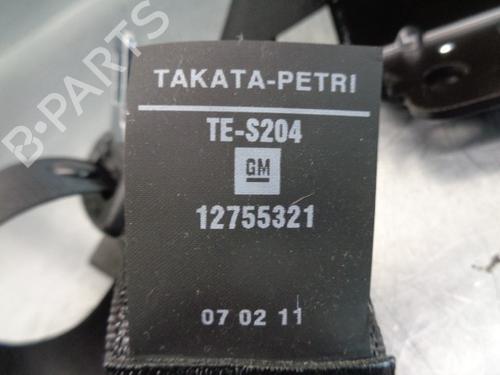 TAKATA-PETRI
TE-S204
GM
12755321
07 02 11
B-PARTS